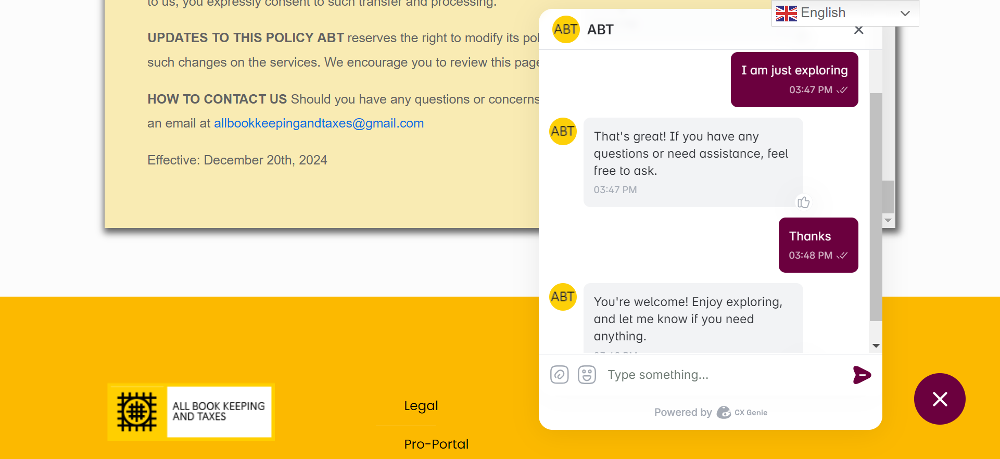 to us, you expressly consent to such transfer and processing.
UPDATES TO THIS POLICY ABT reserves the right to modify its pol
such changes on the services. We encourage you to review this page
HOW TO CONTACT US Should you have any questions or concerns
an email at allbookkeepingandtaxes@gmail.com
Effective: December 20th, 2024
English
ABT ABT
I am just exploring
03:47 PM
ABT
That's great! If you have any
questions or need assistance, feel
free to ask.
03:47 PM
Thanks
03:48 PM
ABT
You're welcome! Enjoy exploring,
and let me know if you need
anything.
Type something...
Powered by CX Genie
ALL BOOK KEEPING
AND TAXES
Legal
Pro-Portal